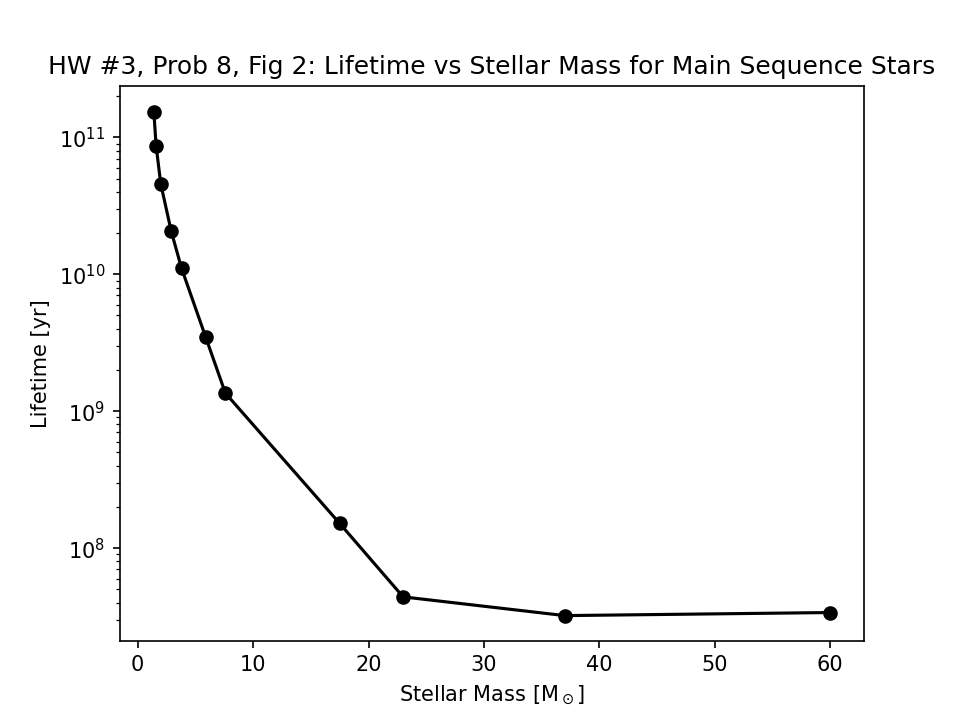 HW #3, Prob 8, Fig 2: Lifetime vs Stellar Mass for Main Sequence Stars
Lifetime [yr]
10¹¹
10¹⁰
10⁹
10⁸
0 10 20 30 40 50 60
Stellar Mass [M⊙]